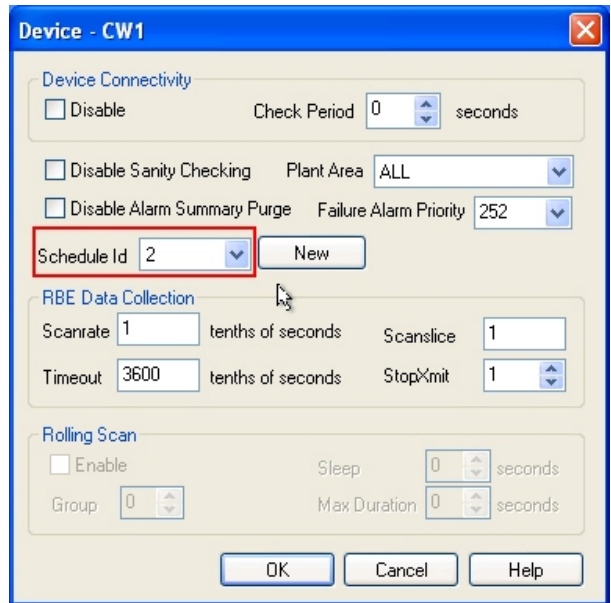 Device - CW1
Device Connectivity
Disable Check Period 0 seconds
Disable Sanity Checking Plant Area ALL
Disable Alarm Summary Purge Failure Alarm Priority 252
Schedule Id 2 New
RBE Data Collection
Scanrate 1 tenths of seconds Scanslice 1
Timeout 3600 tenths of seconds StopXmit 1
Rolling Scan
Enable Sleep 0 seconds
Group 0 Max Duration 0 seconds
OK Cancel Help